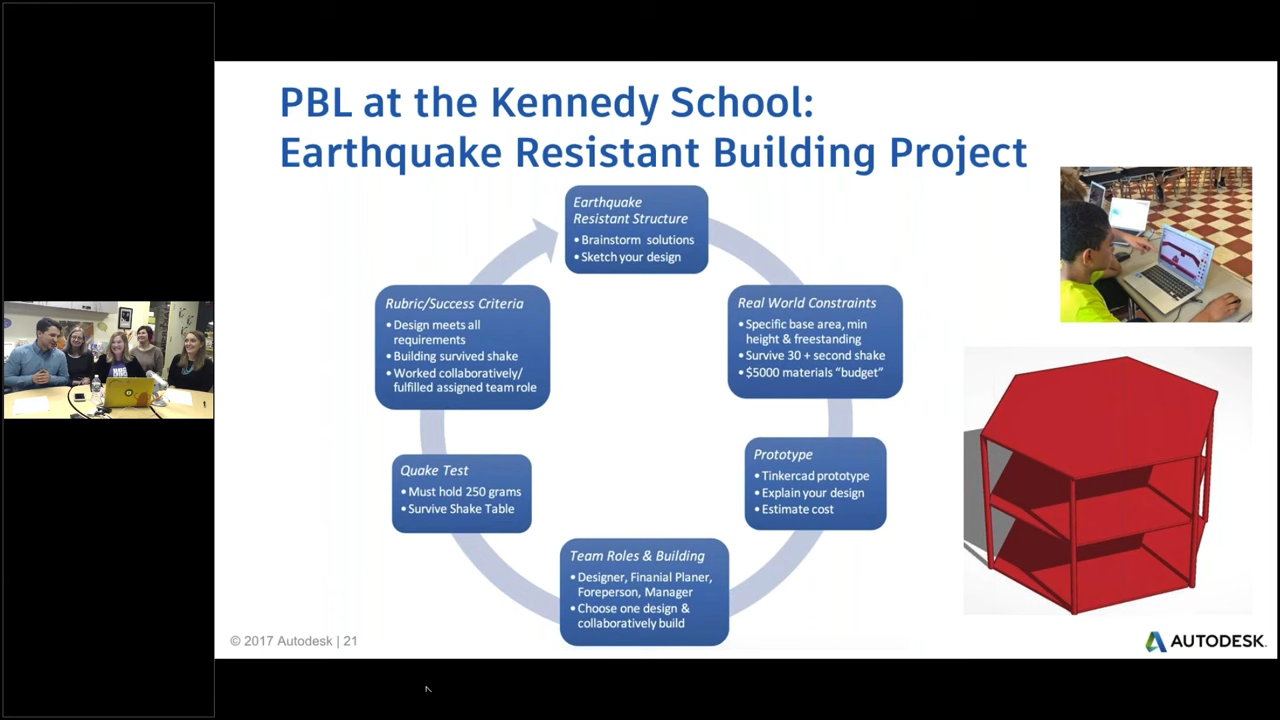 PBL at the Kennedy School:
Earthquake Resistant Building Project
Earthquake
Resistant Structure
• Brainstorm solutions
• Sketch your design
Real World Constraints
• Specific base area, min
height & freestanding
• Survive 30 + second shake
• $5000 materials “budget”
Prototype
• Tinkercad prototype
• Explain your design
• Estimate cost
Team Roles & Building
• Designer, Finanial Planer,
Foreperson, Manager
• Choose one design &
collaboratively build
Quake Test
• Must hold 250 grams
• Survive Shake Table
Rubric/Success Criteria
• Design meets all
requirements
• Building survived shake
• Worked collaboratively/
fulfilled assigned team role
© 2017 Autodesk | 21
AUTODESK.